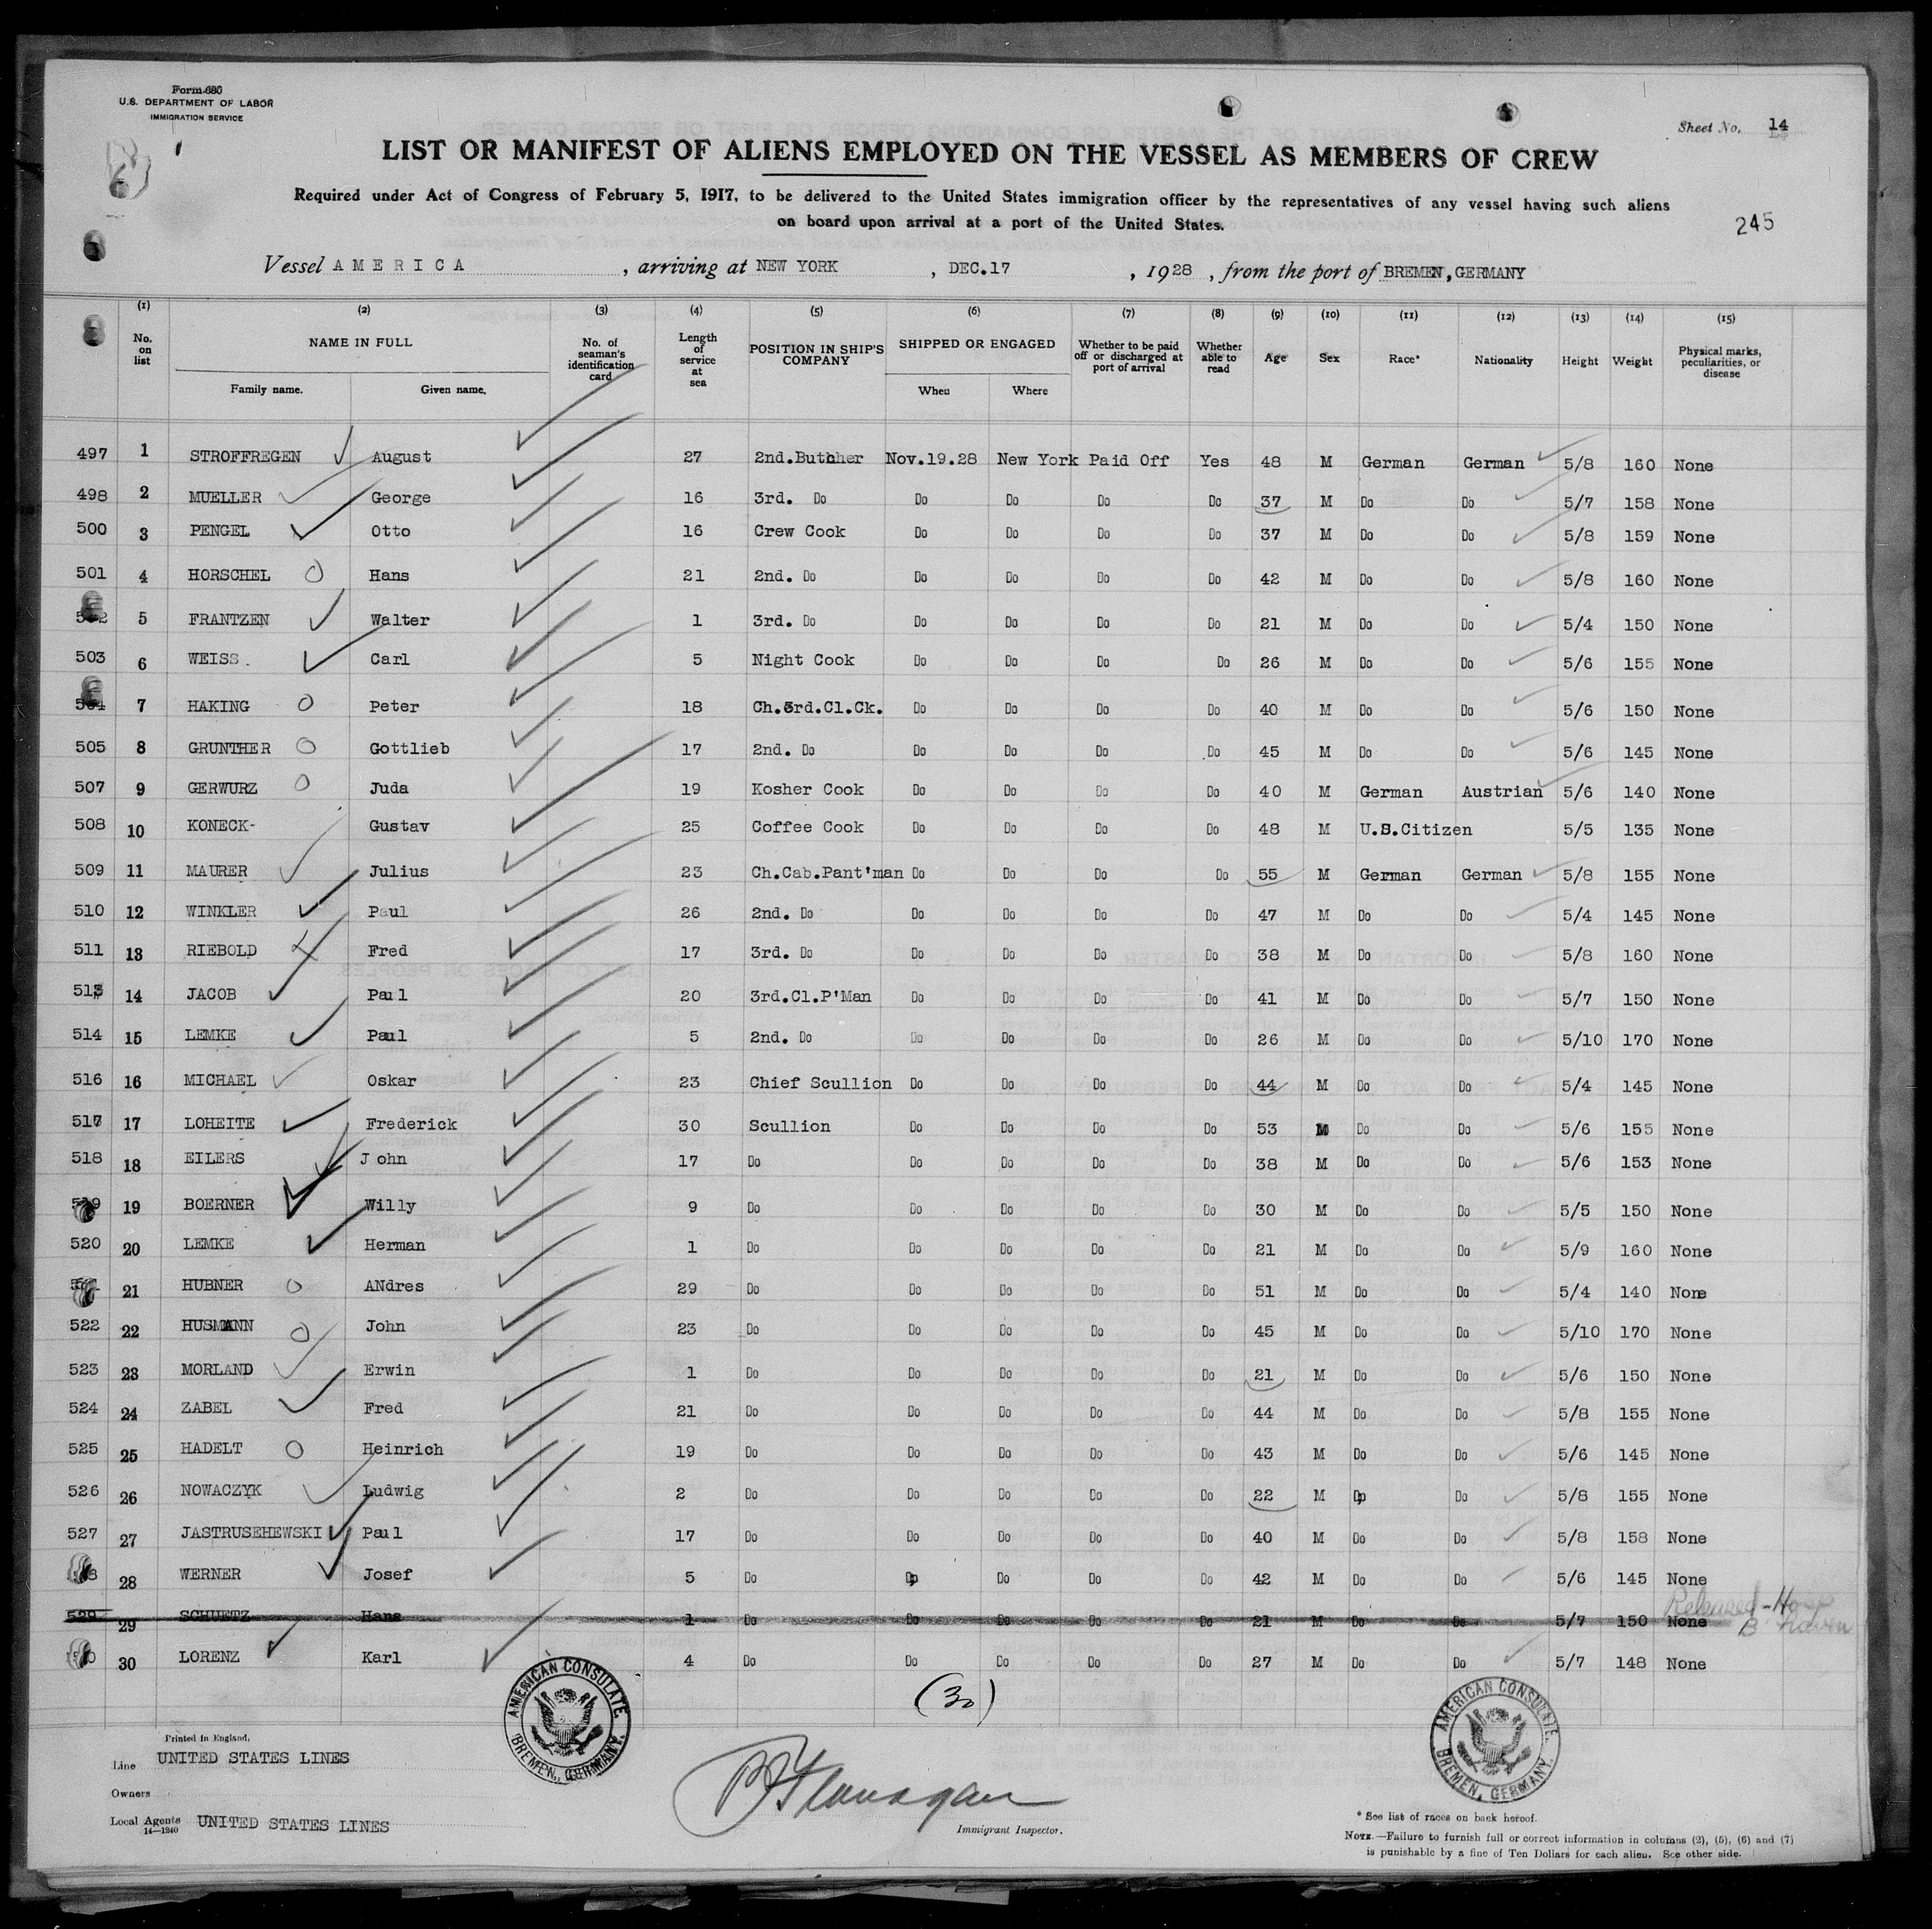 Form 680
U.S. DEPARTMENT OF LABOR
IMMIGRATION SERVICE
Sheet No. 14
LIST OR MANIFEST OF ALIENS EMPLOYED ON THE VESSEL AS MEMBERS OF CREW
Required under Act of Congress of February 5, 1917, to be delivered to the United States immigration officer by the representatives of any vessel having such aliens
on board upon arrival at a port of the United States.
245
Vessel AMERICA, arriving at NEW YORK, DEC.17, 1928, from the port of BREMEN, GERMANY
(1) (2) (3) (4) (5) (6) (7) (8) (9) (10) (11) (12) (13) (14) (15)
No. on list NAME IN FULL Family name. Given name. No. of seaman's identification card Length of service at sea POSITION IN SHIP'S COMPANY SHIPPED OR ENGAGED When Where Whether to be paid off or discharged at port of arrival Whether able to read Age Sex Race* Nationality Height Weight Physical marks, peculiarities, or disease
497 1 STROFFREGEN August 27 2nd.Butcher Nov.19.28 New York Paid Off Yes 48 M German German 5/8 160 None
498 2 MUELLER George 16 3rd. Do Do Do Do Do 37 M Do Do 5/7 158 None
500 3 PENGEL Otto 16 Crew Cook Do Do Do Do 37 M Do Do 5/8 159 None
501 4 HORSCHEL Hans 21 2nd. Do Do Do Do Do 42 M Do Do 5/8 160 None
5 FRANTZEN Walter 1 3rd. Do Do Do Do Do 21 M Do Do 5/4 150 None
503 6 WEISS. Carl 5 Night Cook Do Do Do Do 26 M Do Do 5/6 155 None
7 HAKING Peter 18 Ch.3rd.Cl.Ck. Do Do Do Do 40 M Do Do 5/6 150 None
505 8 GRUNTHER Gottlieb 17 2nd. Do Do Do Do Do 45 M Do Do 5/6 145 None
507 9 GERWURZ Juda 19 Kosher Cook Do Do Do Do 40 M German Austrian 5/6 140 None
508 10 KONECK- Gustav 25 Coffee Cook Do Do Do Do 48 M U.S.Citizen 5/5 135 None
509 11 MAURER Julius 23 Ch.Cab.Pant'man Do Do Do Do 55 M German German 5/8 155 None
510 12 WINKLER Paul 26 2nd. Do Do Do Do Do 47 M Do Do 5/4 145 None
511 13 RIEBOLD Fred 17 3rd. Do Do Do Do Do 38 M Do Do 5/8 160 None
14 JACOB Paul 20 3rd.Cl.P'Man Do Do Do Do 41 M Do Do 5/7 150 None
514 15 LEMKE Paul 5 2nd. Do Do Do Do Do 26 M Do Do 5/10 170 None
516 16 MICHAEL Oskar 23 Chief Scullion Do Do Do Do 44 M Do Do 5/4 145 None
517 17 LOHEITE Frederick 30 Scullion Do Do Do Do 53 M Do Do 5/6 155 None
518 18 EILERS John 17 Do Do Do Do Do 38 M Do Do 5/6 153 None
19 BOERNER Willy 9 Do Do Do Do Do 30 M Do Do 5/5 150 None
520 20 LEMKE Herman 1 Do Do Do Do Do 21 M Do Do 5/9 160 None
21 HUBNER ANdres 29 Do Do Do Do Do 51 M Do Do 5/4 140 None
522 22 HUSMANN John 23 Do Do Do Do Do 45 M Do Do 5/10 170 None
523 23 MORLAND Erwin 1 Do Do Do Do Do 21 M Do Do 5/6 150 None
524 24 ZABEL Fred 21 Do Do Do Do Do 44 M Do Do 5/8 155 None
525 25 HADELT Heinrich 19 Do Do Do Do Do 43 M Do Do 5/6 145 None
526 26 NOWACZYK Ludwig 2 Do Do Do Do Do 22 M Do Do 5/8 155 None
527 27 JASTRUSEHEWSKI Paul 17 Do Do Do Do Do 40 M Do Do 5/8 158 None
28 WERNER Josef 5 Do Do Do Do Do 42 M Do Do 5/6 145 None
529 29 SCHUETZ Hans 1 Do Do Do Do Do 21 M Do Do 5/7 150 None Released - Hosp B'Haven
30 LORENZ Karl 4 Do Do Do Do Do 27 M Do Do 5/7 148 None
(30)
AMERICAN CONSULATE BREMEN, GERMANY.
AMERICAN CONSULATE BREMEN, GERMANY.
Printed in England.
Line UNITED STATES LINES
Owners
Local Agents UNITED STATES LINES
14—1240
Flanagan
Immigrant Inspector.
* See list of races on back hereof.
NOTE.—Failure to furnish full or correct information in columns (2), (5), (6) and (7)
is punishable by a fine of Ten Dollars for each alien. See other side.